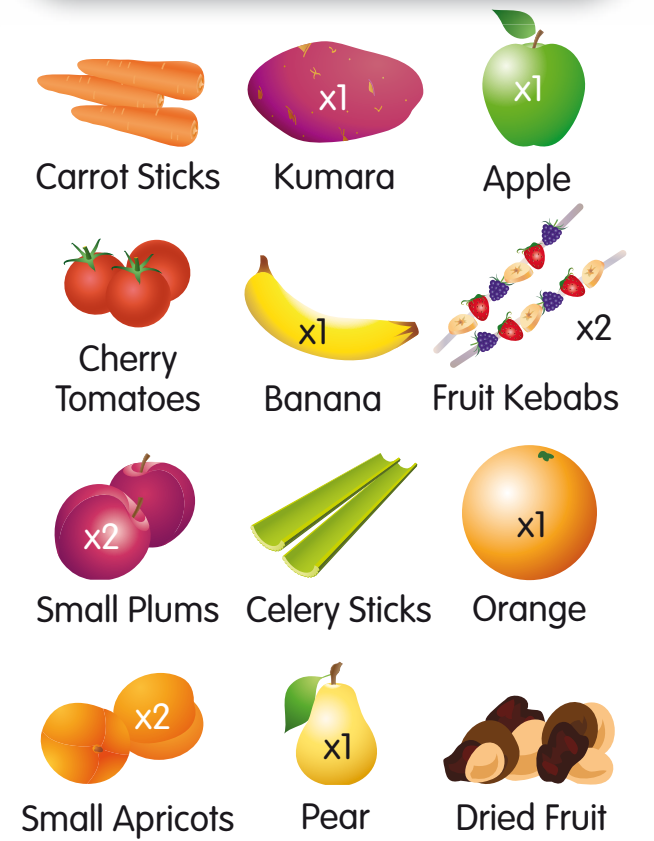 x1
x1
Carrot Sticks
Kumara
Apple
x1
x2
Cherry
Tomatoes
Banana
Fruit Kebabs
x2
x1
Small Plums
Celery Sticks
Orange
x2
x1
Small Apricots
Pear
Dried Fruit